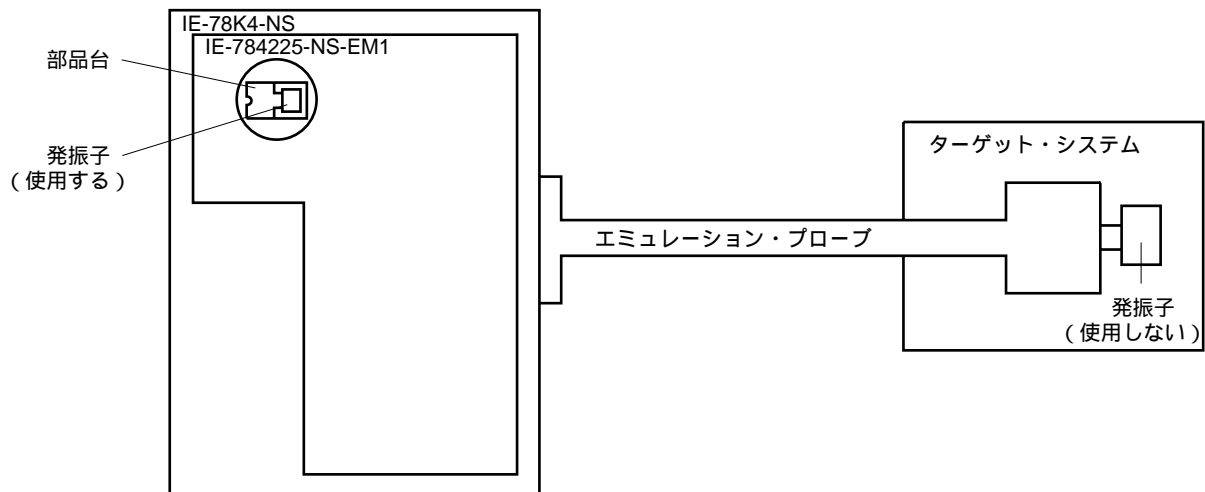 IE-78K4-NS
IE-784225-NS-EM1
部品台
発振子
（使用する）
エミュレーション・プローブ
ターゲット・システム
発振子
（使用しない）